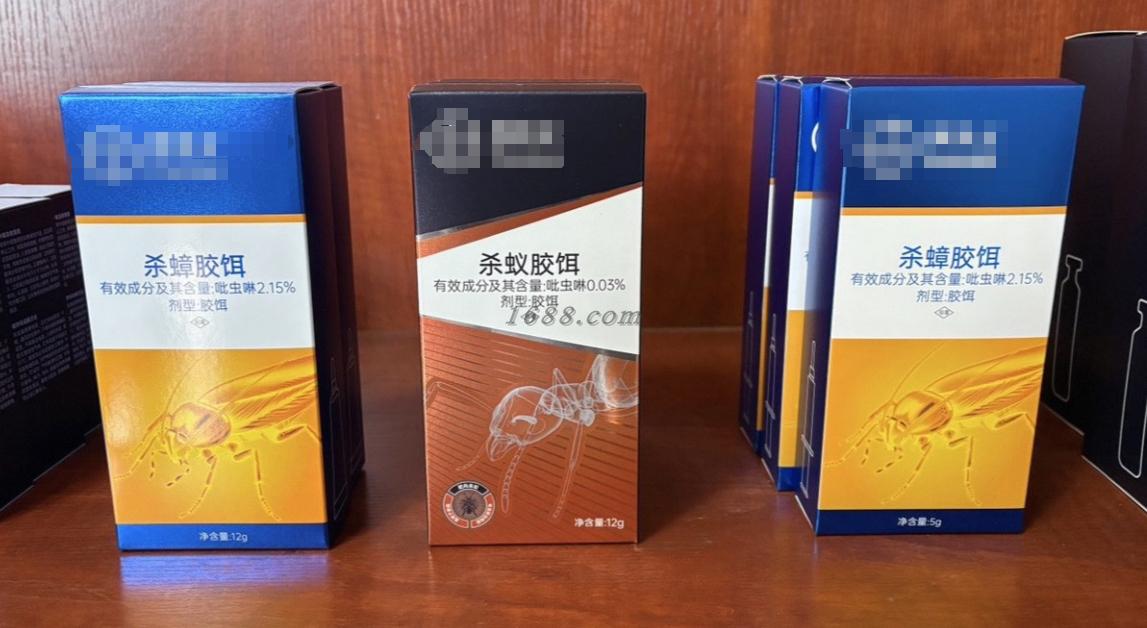 杀蟑胶饵
有效成分及其含量:吡虫啉2.15%
剂型:胶饵
净含量:12g
杀蚁胶饵
有效成分及其含量:吡虫啉0.03%
剂型:胶饵
1688.com
净含量:12g
杀蟑胶饵
有效成分及其含量:吡虫啉2.15%
剂型:胶饵
净含量:5g